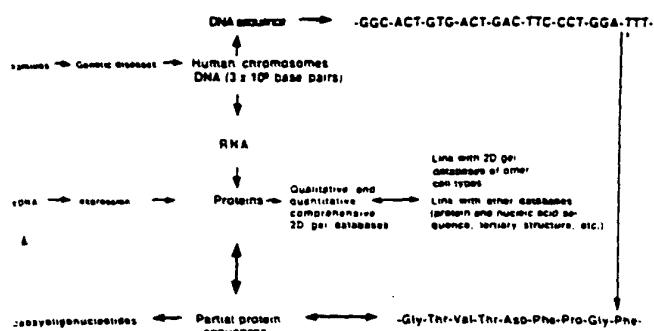 DNA sequence
-GGC-ACT-GTG-ACT-GAC-TTC-CCT-GGA-TTT-
Genetic diseases
Human chromosomes
DNA (3 x 10⁹ base pairs)
RNA
Link with 2D gel
databases of other
cell types
expression
Proteins
Qualitative and
quantitative
comprehensive
2D gel databases
Link with other databases
(protein and nucleic acid se-
quence, tertiary structure, etc.)
Partial protein
-Gly-Thr-Val-Thr-Asp-Phe-Pro-Gly-Phe-